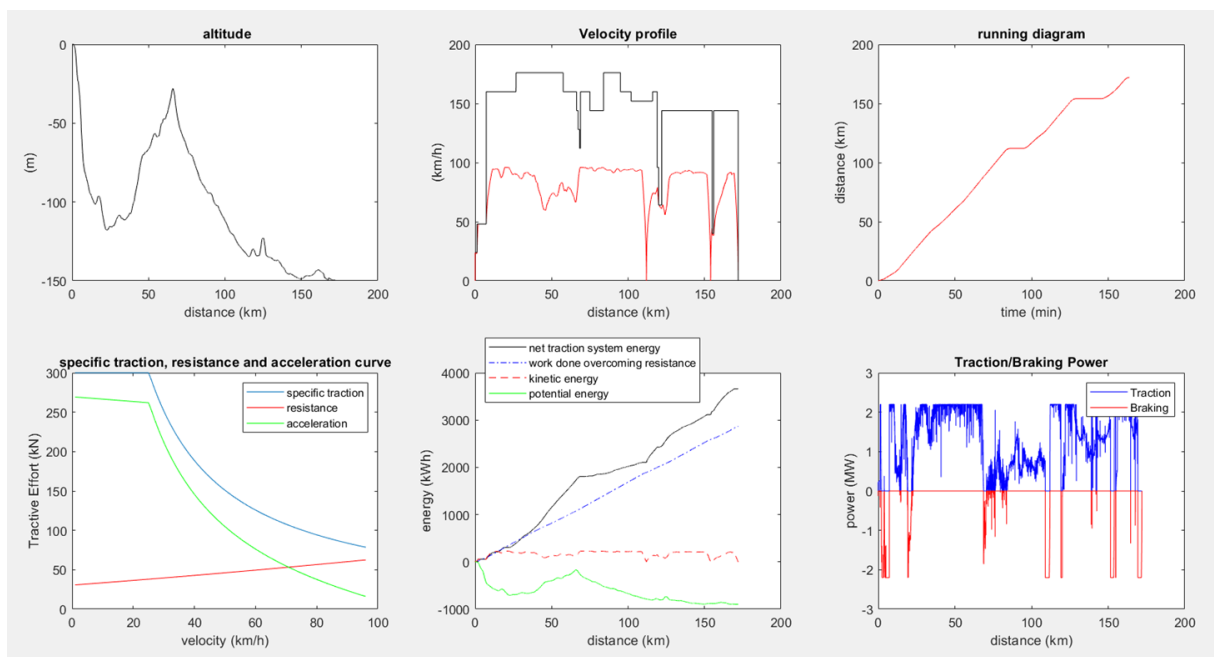 altitude
0
-50
-100
-150
(m)
0 50 100 150 200
distance (km)
Velocity profile
200
150
100
50
0
(km/h)
0 50 100 150 200
distance (km)
running diagram
200
150
100
50
0
distance (km)
0 50 100 150 200
time (min)
specific traction, resistance and acceleration curve
300
250
200
150
100
50
0
Tractive Effort (kN)
specific traction
resistance
acceleration
0 20 40 60 80 100
velocity (km/h)
net traction system energy
work done overcoming resistance
kinetic energy
potential energy
4000
3000
2000
1000
0
-1000
energy (kWh)
0 50 100 150 200
distance (km)
Traction/Braking Power
3
2
1
0
-1
-2
-3
power (MW)
Traction
Braking
0 50 100 150 200
distance (km)